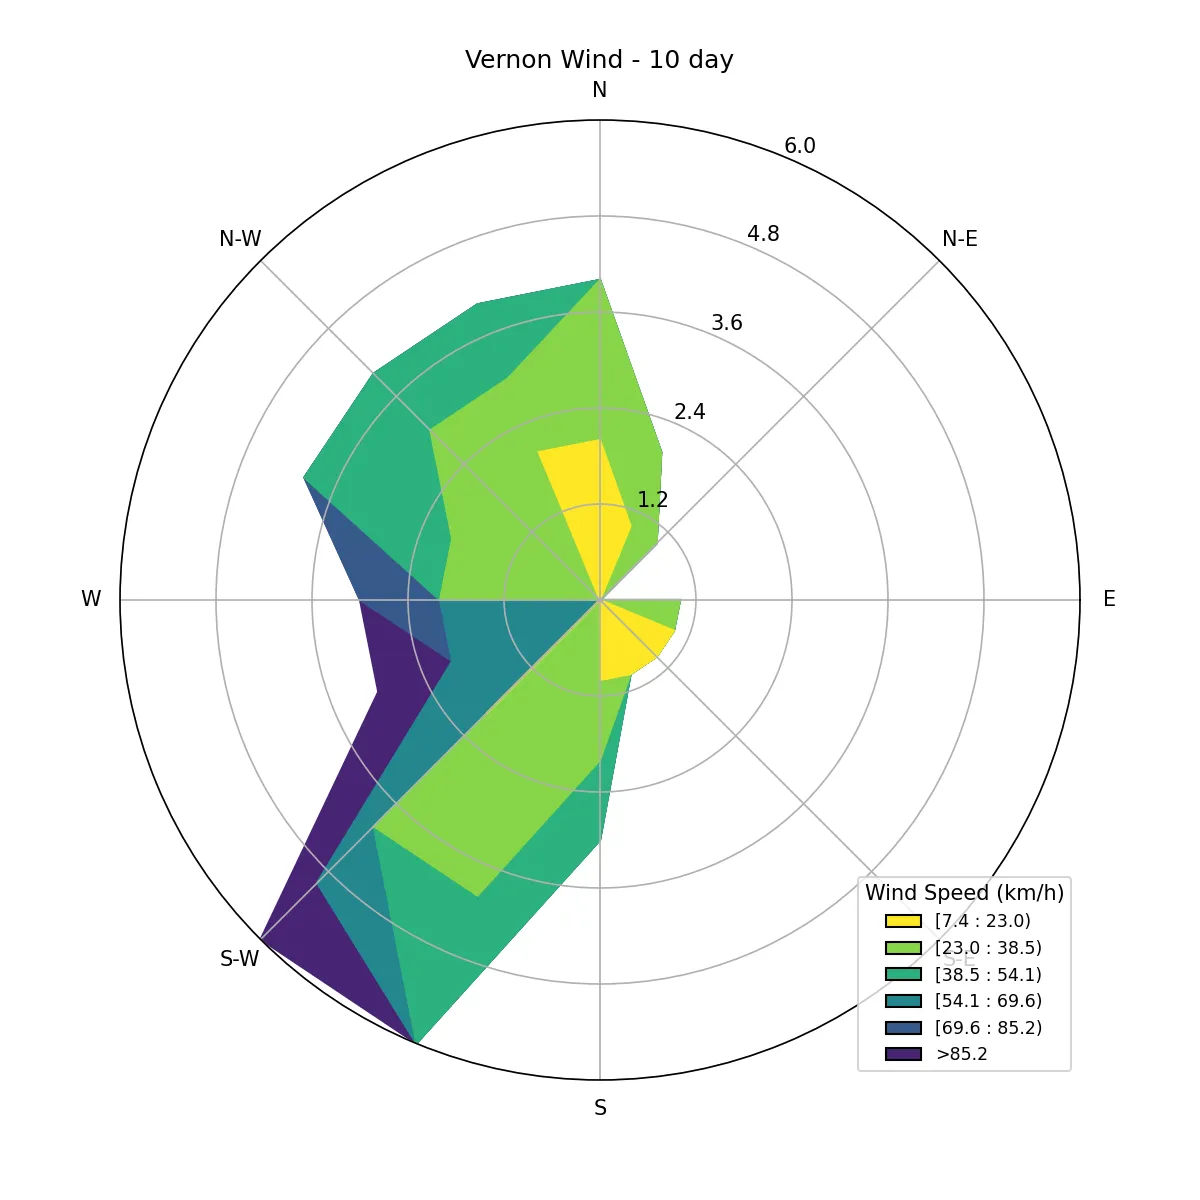 Vernon Wind - 10 day
N
6.0
N-W
4.8
N-E
3.6
2.4
1.2
W
E
Wind Speed (km/h)
[7.4 : 23.0)
[23.0 : 38.5)
S-W
S-E
[38.5 : 54.1)
[54.1 : 69.6)
[69.6 : 85.2)
>85.2
S